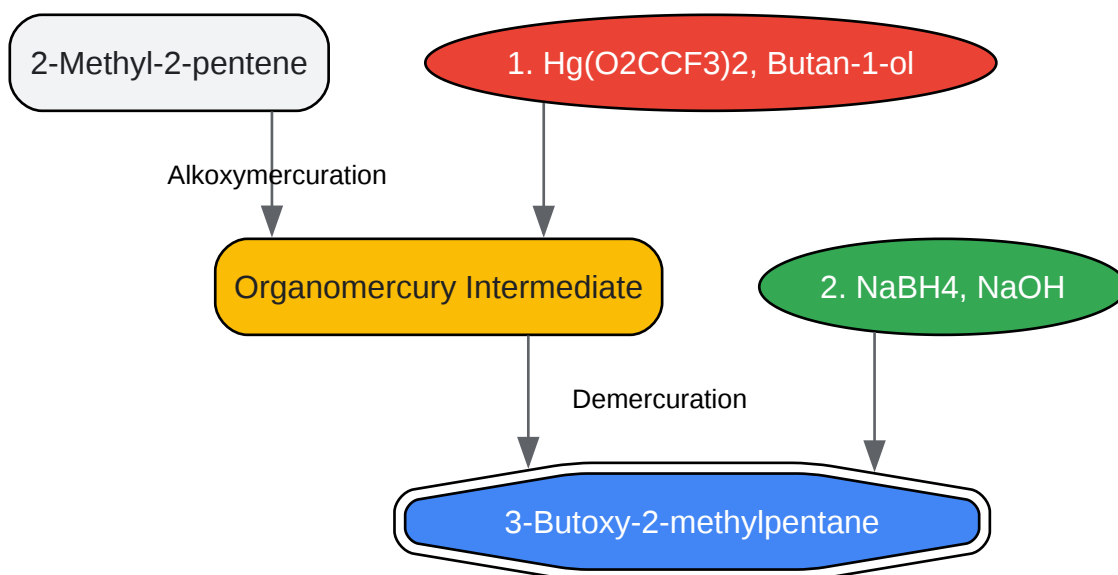 2-Methyl-2-pentene
1. Hg(O2CCF3)2, Butan-1-ol
Alkoxymercuration
Organomercury Intermediate
2. NaBH4, NaOH
Demercuration
3-Butoxy-2-methylpentane